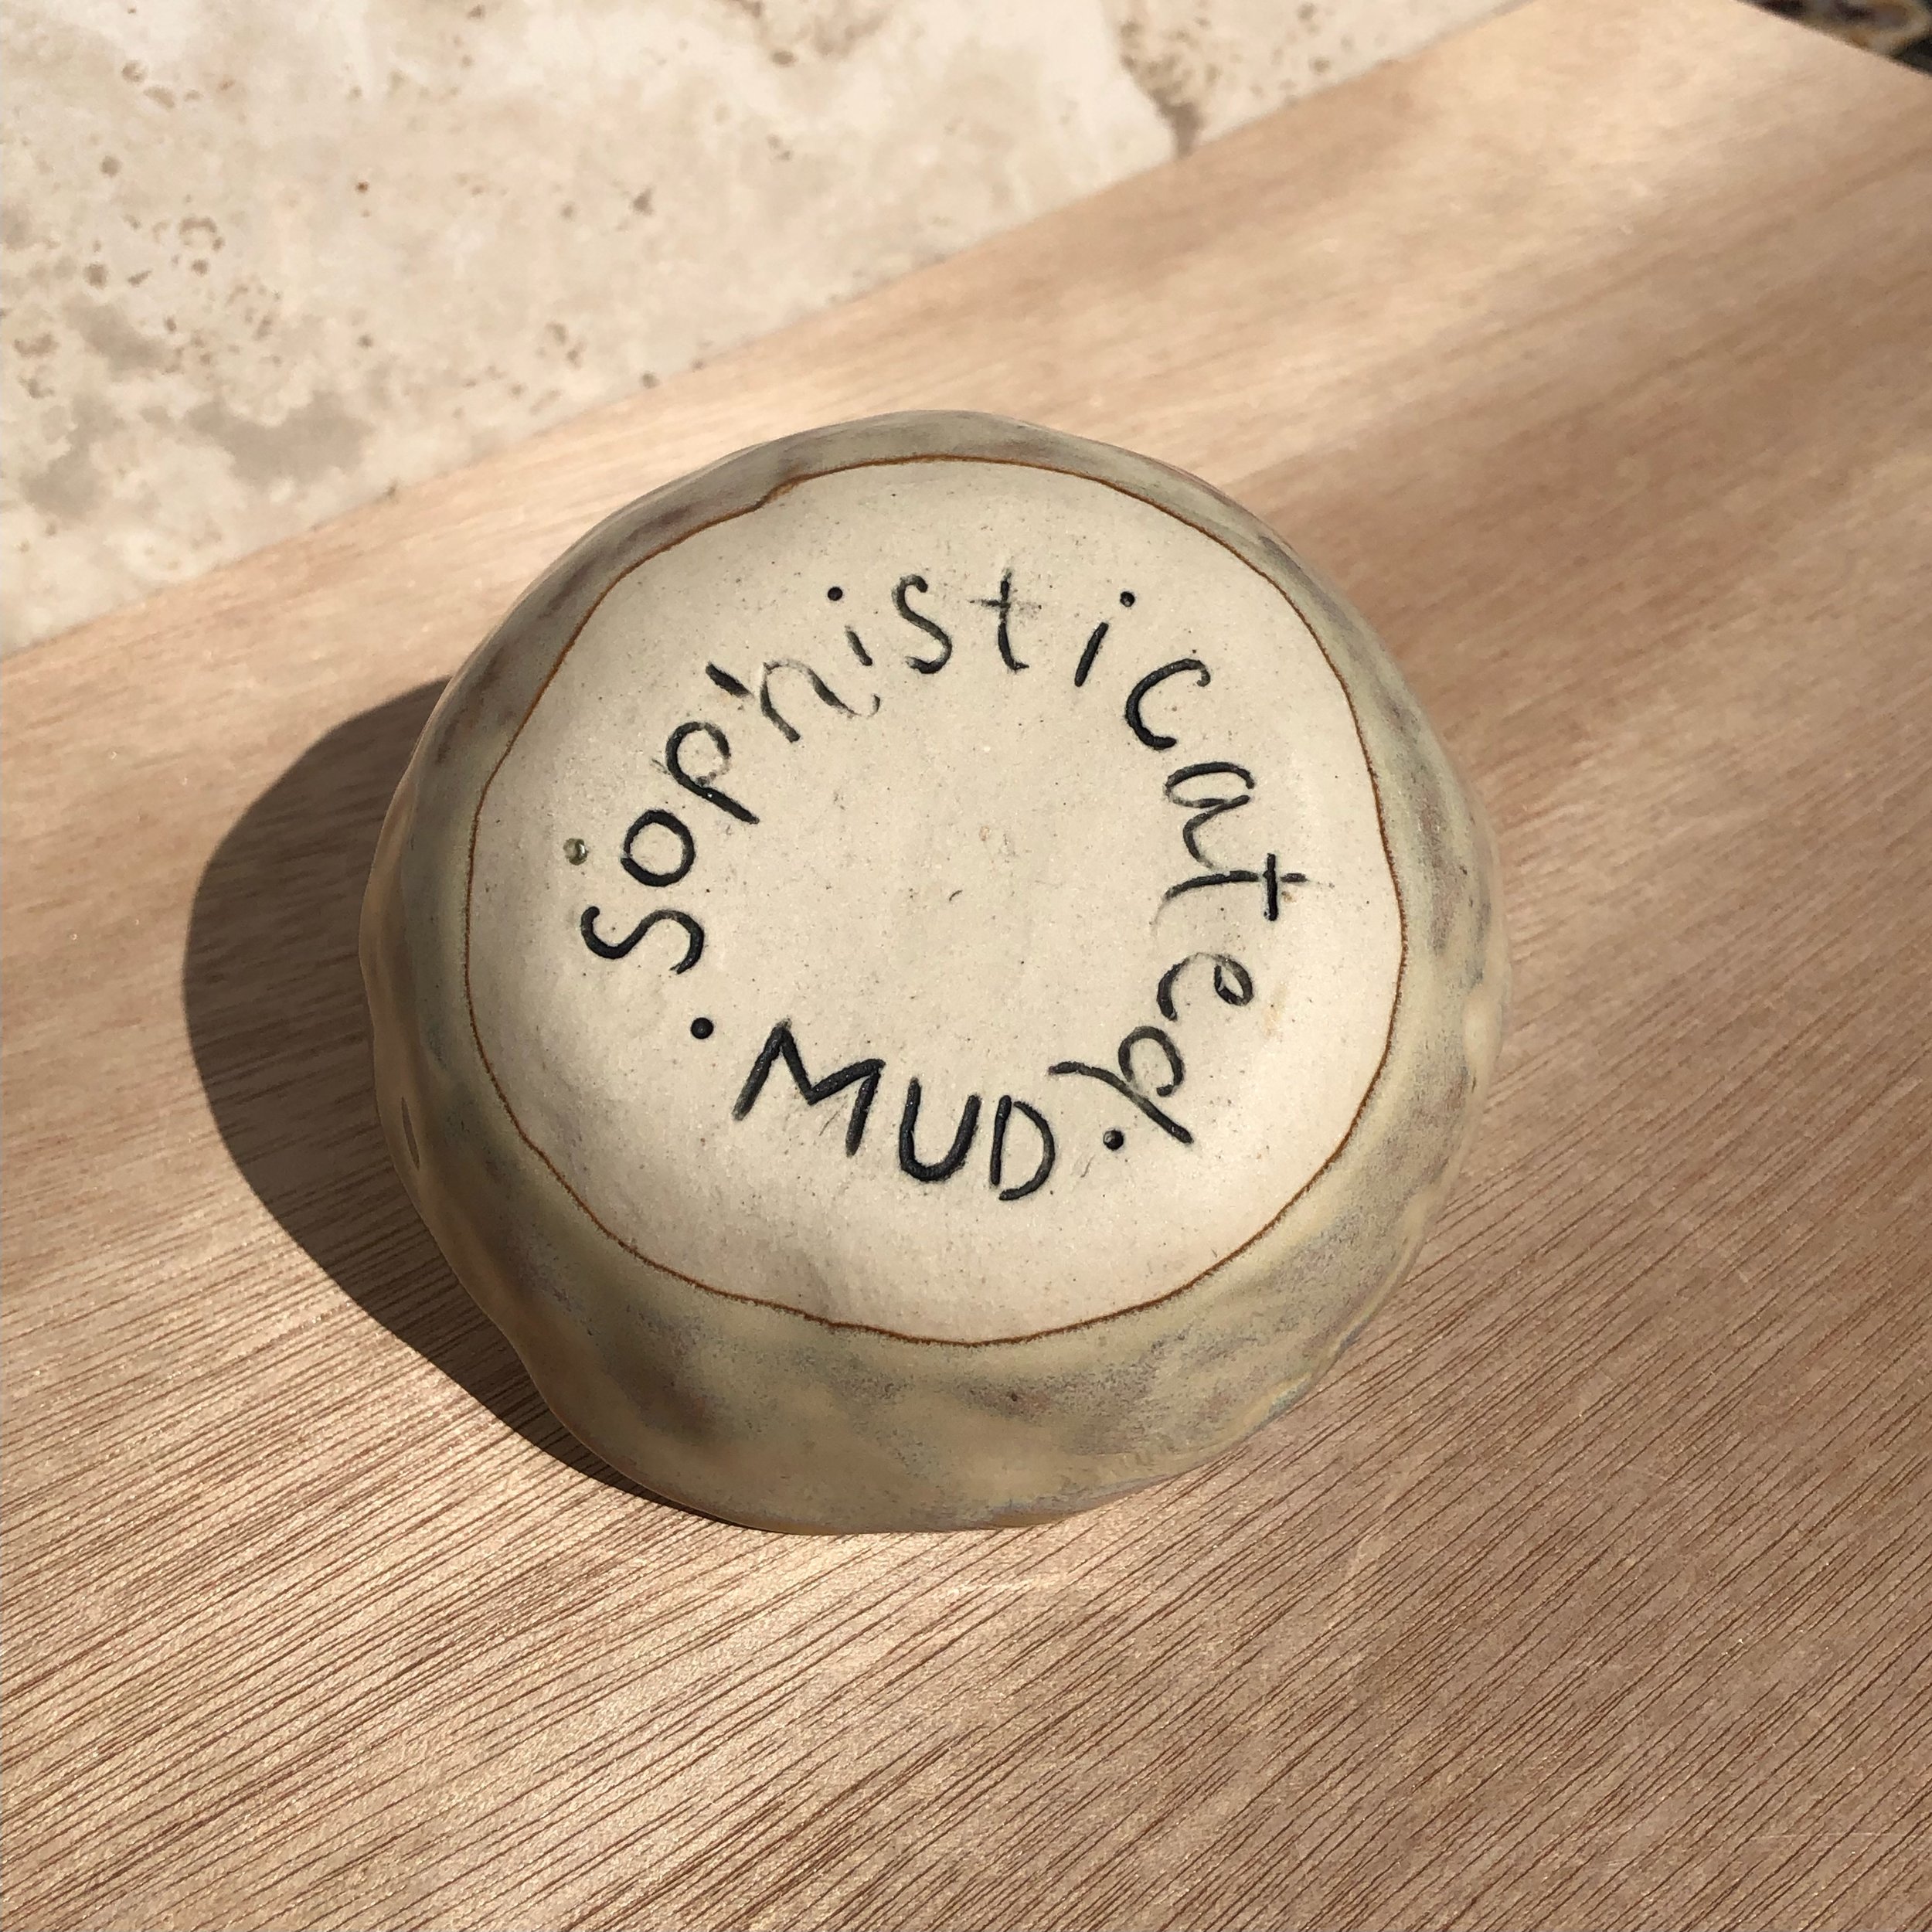 Sophisticated
• MUD •